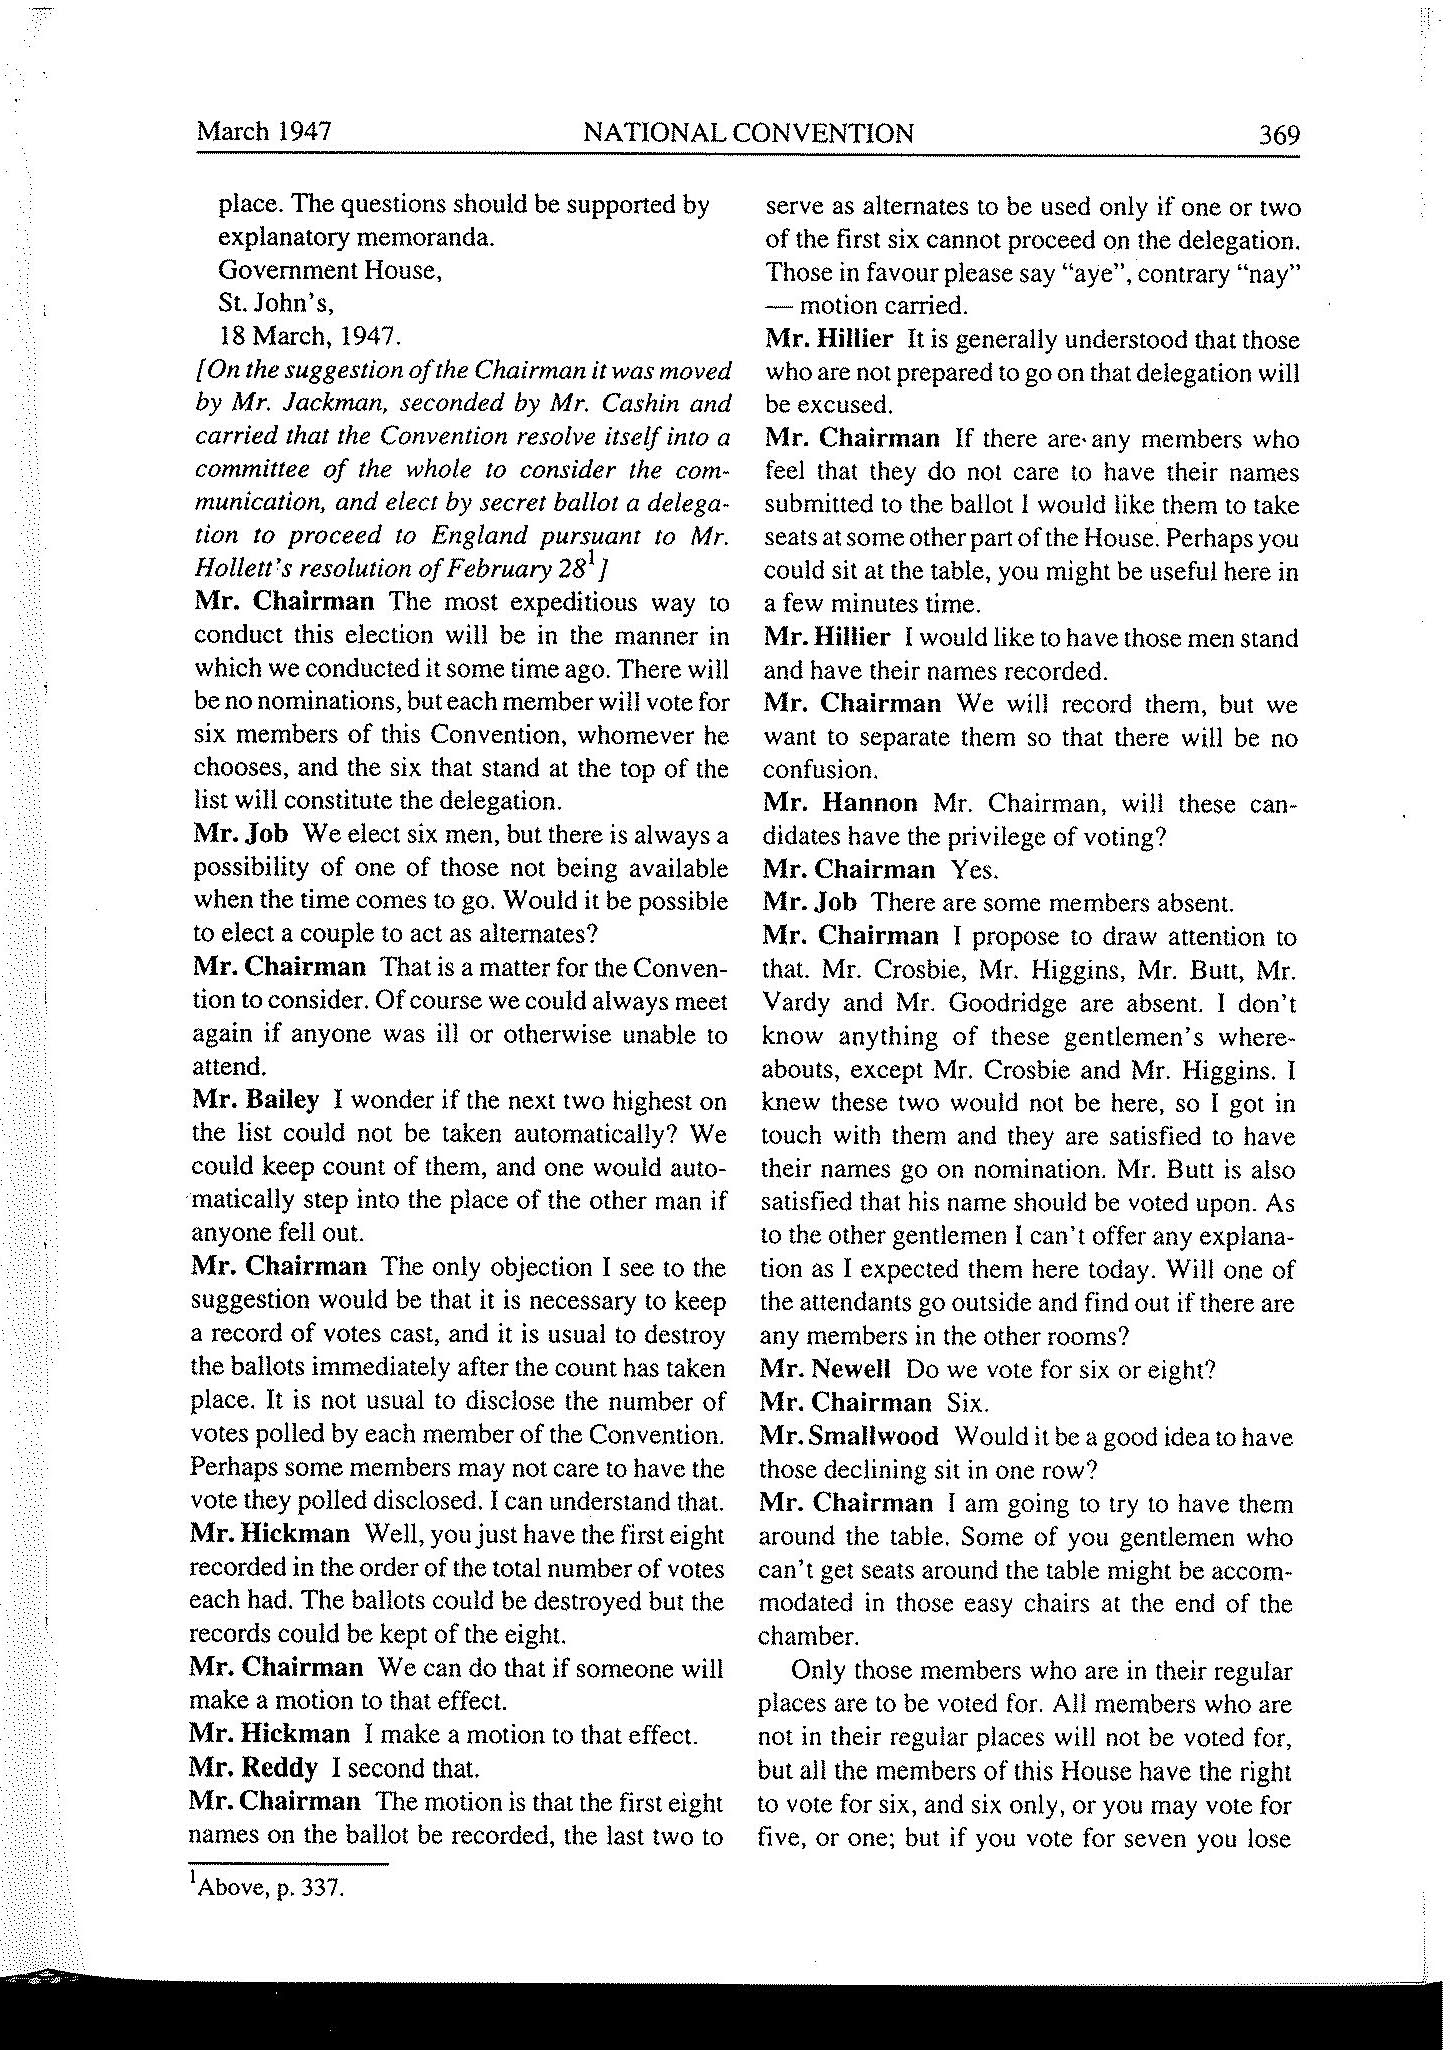 March 1947 NATIONAL CONVENTION 369
place. The questions should be supported by
explanatory memoranda.
Government House,
St. John's,
18 March, 1947.
[On the suggestion of the Chairman it was moved
by Mr. Jackman, seconded by Mr. Cashin and
carried that the Convention resolve itself into a
committee of the whole to consider the com-
munication, and elect by secret ballot a delega-
tion to proceed to England pursuant to Mr.
Hollett's resolution of February 28¹]
Mr. Chairman The most expeditious way to
conduct this election will be in the manner in
which we conducted it some time ago. There will
be no nominations, but each member will vote for
six members of this Convention, whomever he
chooses, and the six that stand at the top of the
list will constitute the delegation.
Mr. Job We elect six men, but there is always a
possibility of one of those not being available
when the time comes to go. Would it be possible
to elect a couple to act as alternates?
Mr. Chairman That is a matter for the Conven-
tion to consider. Of course we could always meet
again if anyone was ill or otherwise unable to
attend.
Mr. Bailey I wonder if the next two highest on
the list could not be taken automatically? We
could keep count of them, and one would auto-
matically step into the place of the other man if
anyone fell out.
Mr. Chairman The only objection I see to the
suggestion would be that it is necessary to keep
a record of votes cast, and it is usual to destroy
the ballots immediately after the count has taken
place. It is not usual to disclose the number of
votes polled by each member of the Convention.
Perhaps some members may not care to have the
vote they polled disclosed. I can understand that.
Mr. Hickman Well, you just have the first eight
recorded in the order of the total number of votes
each had. The ballots could be destroyed but the
records could be kept of the eight.
Mr. Chairman We can do that if someone will
make a motion to that effect.
Mr. Hickman I make a motion to that effect.
Mr. Reddy I second that.
Mr. Chairman The motion is that the first eight
names on the ballot be recorded, the last two to
¹Above, p. 337.
serve as alternates to be used only if one or two
of the first six cannot proceed on the delegation.
Those in favour please say "aye", contrary "nay"
— motion carried.
Mr. Hillier It is generally understood that those
who are not prepared to go on that delegation will
be excused.
Mr. Chairman If there are any members who
feel that they do not care to have their names
submitted to the ballot I would like them to take
seats at some other part of the House. Perhaps you
could sit at the table, you might be useful here in
a few minutes time.
Mr. Hillier I would like to have those men stand
and have their names recorded.
Mr. Chairman We will record them, but we
want to separate them so that there will be no
confusion.
Mr. Hannon Mr. Chairman, will these can-
didates have the privilege of voting?
Mr. Chairman Yes.
Mr. Job There are some members absent.
Mr. Chairman I propose to draw attention to
that. Mr. Crosbie, Mr. Higgins, Mr. Butt, Mr.
Vardy and Mr. Goodridge are absent. I don't
know anything of these gentlemen's where-
abouts, except Mr. Crosbie and Mr. Higgins. I
knew these two would not be here, so I got in
touch with them and they are satisfied to have
their names go on nomination. Mr. Butt is also
satisfied that his name should be voted upon. As
to the other gentlemen I can't offer any explana-
tion as I expected them here today. Will one of
the attendants go outside and find out if there are
any members in the other rooms?
Mr. Newell Do we vote for six or eight?
Mr. Chairman Six.
Mr. Smallwood Would it be a good idea to have
those declining sit in one row?
Mr. Chairman I am going to try to have them
around the table. Some of you gentlemen who
can't get seats around the table might be accom-
modated in those easy chairs at the end of the
chamber.
Only those members who are in their regular
places are to be voted for. All members who are
not in their regular places will not be voted for,
but all the members of this House have the right
to vote for six, and six only, or you may vote for
five, or one; but if you vote for seven you lose